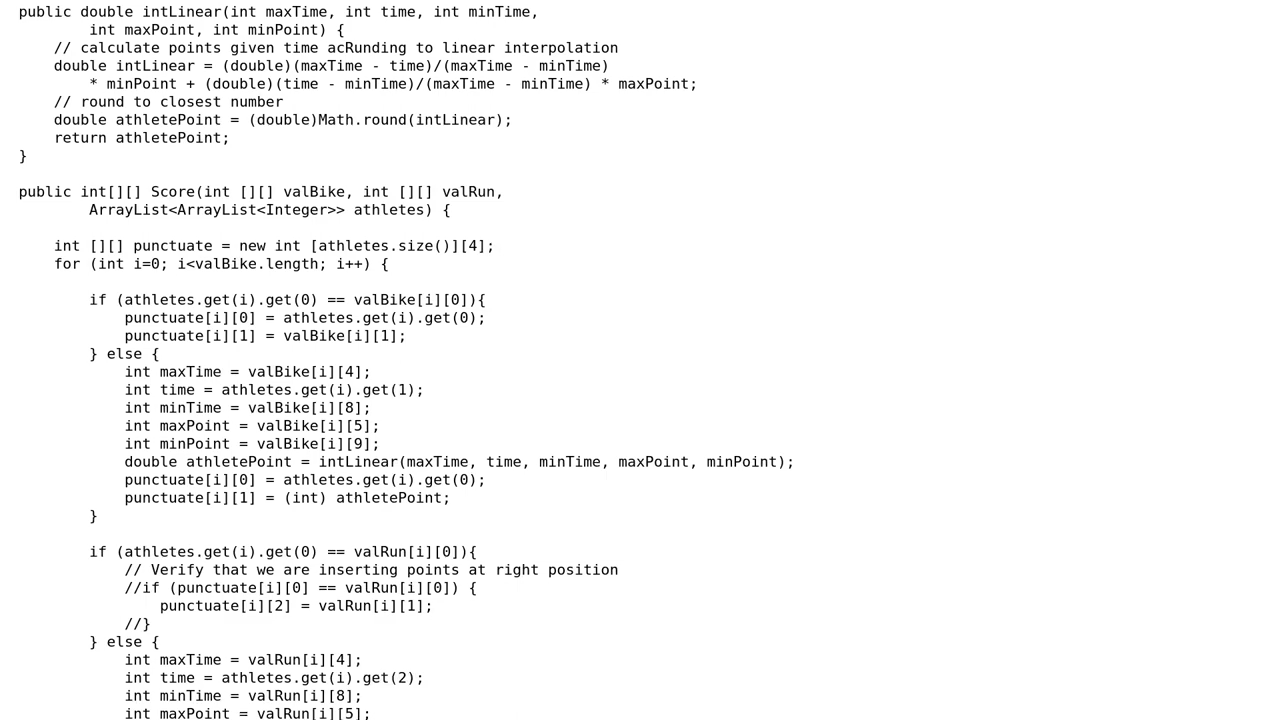 public double intLinear(int maxTime, int time, int minTime,
        int maxPoint, int minPoint) {
    // calculate points given time acRunding to linear interpolation
    double intLinear = (double)(maxTime - time)/(maxTime - minTime)
        * minPoint + (double)(time - minTime)/(maxTime - minTime) * maxPoint;
    // round to closest number
    double athletePoint = (double)Math.round(intLinear);
    return athletePoint;
}

public int[][] Score(int [][] valBike, int [][] valRun,
        ArrayList<ArrayList<Integer>> athletes) {

    int [][] punctuate = new int [athletes.size()][4];
    for (int i=0; i<valBike.length; i++) {

        if (athletes.get(i).get(0) == valBike[i][0]){
            punctuate[i][0] = athletes.get(i).get(0);
            punctuate[i][1] = valBike[i][1];
        } else {
            int maxTime = valBike[i][4];
            int time = athletes.get(i).get(1);
            int minTime = valBike[i][8];
            int maxPoint = valBike[i][5];
            int minPoint = valBike[i][9];
            double athletePoint = intLinear(maxTime, time, minTime, maxPoint, minPoint);
            punctuate[i][0] = athletes.get(i).get(0);
            punctuate[i][1] = (int) athletePoint;
        }

        if (athletes.get(i).get(0) == valRun[i][0]){
            // Verify that we are inserting points at right position
            //if (punctuate[i][0] == valRun[i][0]) {
                punctuate[i][2] = valRun[i][1];
            //}
        } else {
            int maxTime = valRun[i][4];
            int time = athletes.get(i).get(2);
            int minTime = valRun[i][8];
            int maxPoint = valRun[i][5];